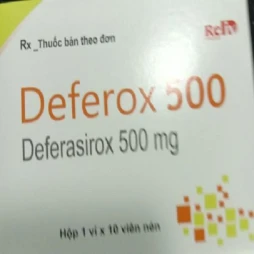 Rx _Thuốc bán theo đơn
Deferox 500
Deferasirox 500 mg
Hộp 1 vỉ x 10 viên nén